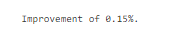 Improvement of 0.15%.